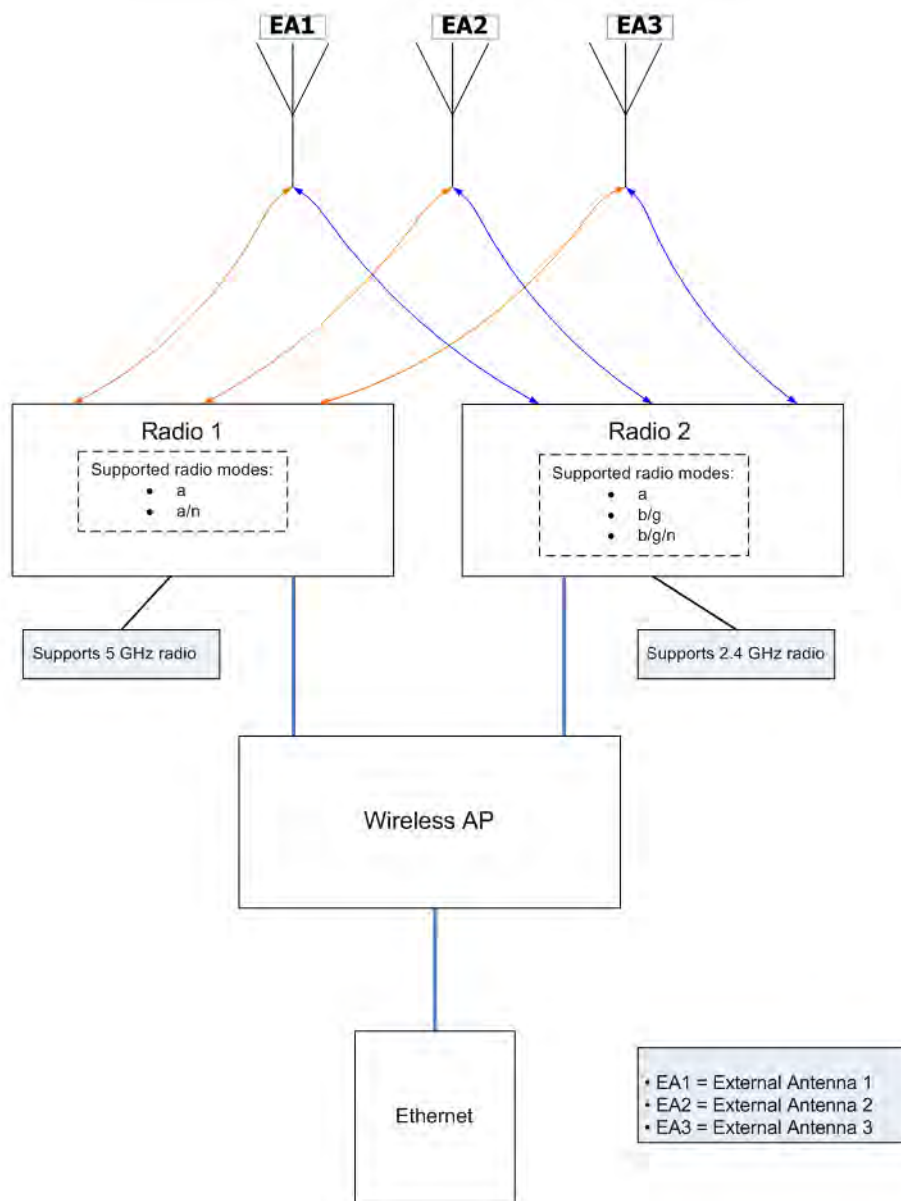 EA1
EA2
EA3
Radio 1
Supported radio modes:
• a
• a/n
Radio 2
Supported radio modes:
• a
• b/g
• b/g/n
Supports 5 GHz radio
Supports 2.4 GHz radio
Wireless AP
Ethernet
• EA1 = External Antenna 1
• EA2 = External Antenna 2
• EA3 = External Antenna 3